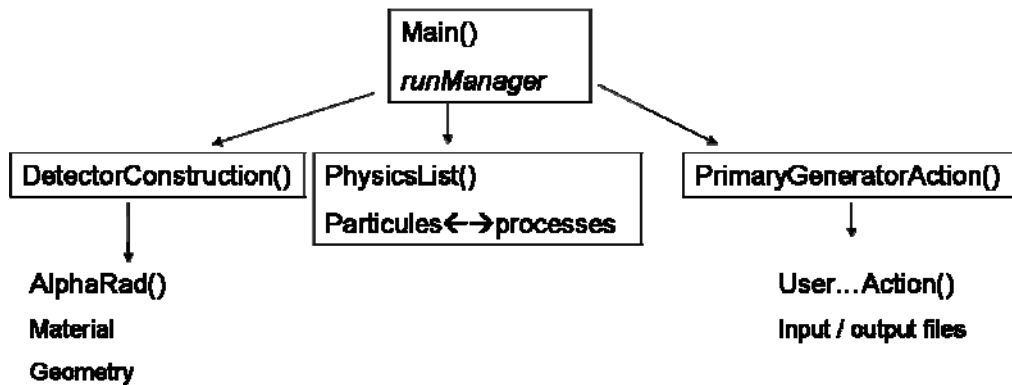 Main()
runManager
DetectorConstruction()
PhysicsList()
Particules←→processes
PrimaryGeneratorAction()
AlphaRad()
Material
Geometry
User...Action()
Input / output files